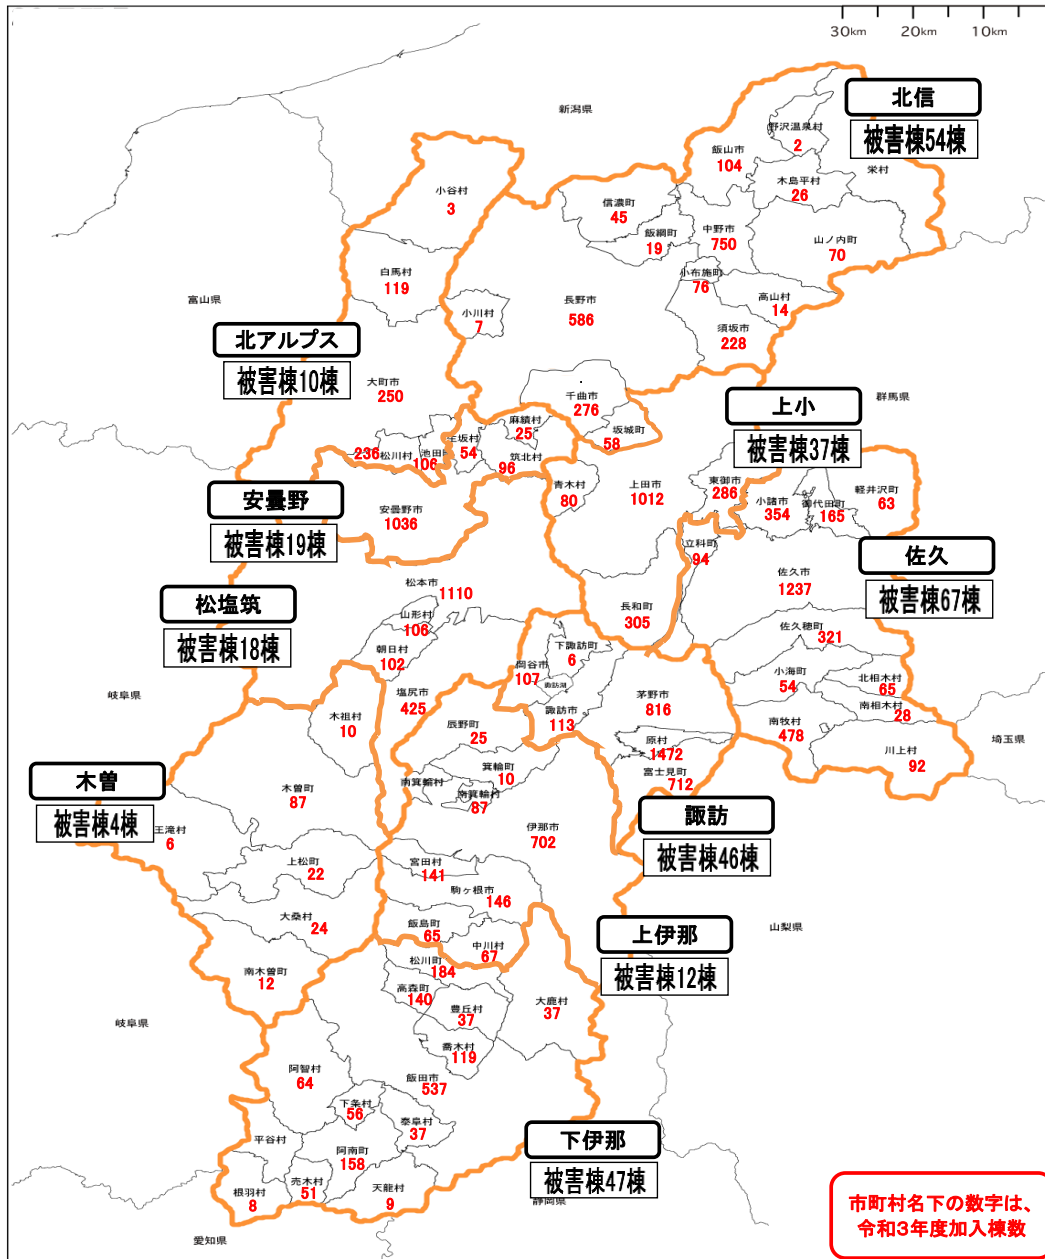 30km 20km 10km
北信
被害棟54棟
新潟県
野沢温泉村
2
飯山市
104
栄村
木島平村
26
小谷村
3
信濃町
45
飯綱町
19
中野市
750
山ノ内町
70
白馬村
119
小布施町
76
高山村
14
富山県
小川村
7
長野市
586
須坂市
228
北アルプス
被害棟10棟
大町市
250
千曲市
276
坂城町
58
群馬県
上小
被害棟37棟
麻績村
25
生坂村
54
筑北村
96
松川村
236
池田町
106
青木村
80
上田市
1012
東御市
286
小諸市
354
御代田町
165
軽井沢町
63
安曇野
被害棟19棟
安曇野市
1036
立科町
94
佐久
被害棟67棟
佐久市
1237
松本市
1110
松塩筑
被害棟18棟
山形村
106
朝日村
102
長和町
305
佐久穂町
321
下諏訪町
6
岡谷市
107
諏訪湖
小海町
54
北相木村
65
南相木村
28
岐阜県
塩尻市
425
諏訪市
113
茅野市
816
木祖村
10
辰野町
25
原村
1472
南牧村
478
川上村
92
埼玉県
箕輪町
10
富士見町
712
木曽
被害棟4棟
木曽町
87
南箕輪村
南箕輪村
87
諏訪
被害棟46棟
王滝村
6
伊那市
702
上松町
22
宮田村
141
駒ヶ根市
146
大桑村
24
飯島町
65
中川村
67
上伊那
被害棟12棟
山梨県
南木曽町
12
松川町
184
高森町
140
豊丘村
37
大鹿村
37
岐阜県
喬木村
119
阿智村
64
飯田市
537
下条村
56
泰阜村
37
下伊那
被害棟47棟
平谷村
阿南町
158
根羽村
8
売木村
51
天龍村
9
静岡県
愛知県
市町村名下の数字は、
令和3年度加入棟数